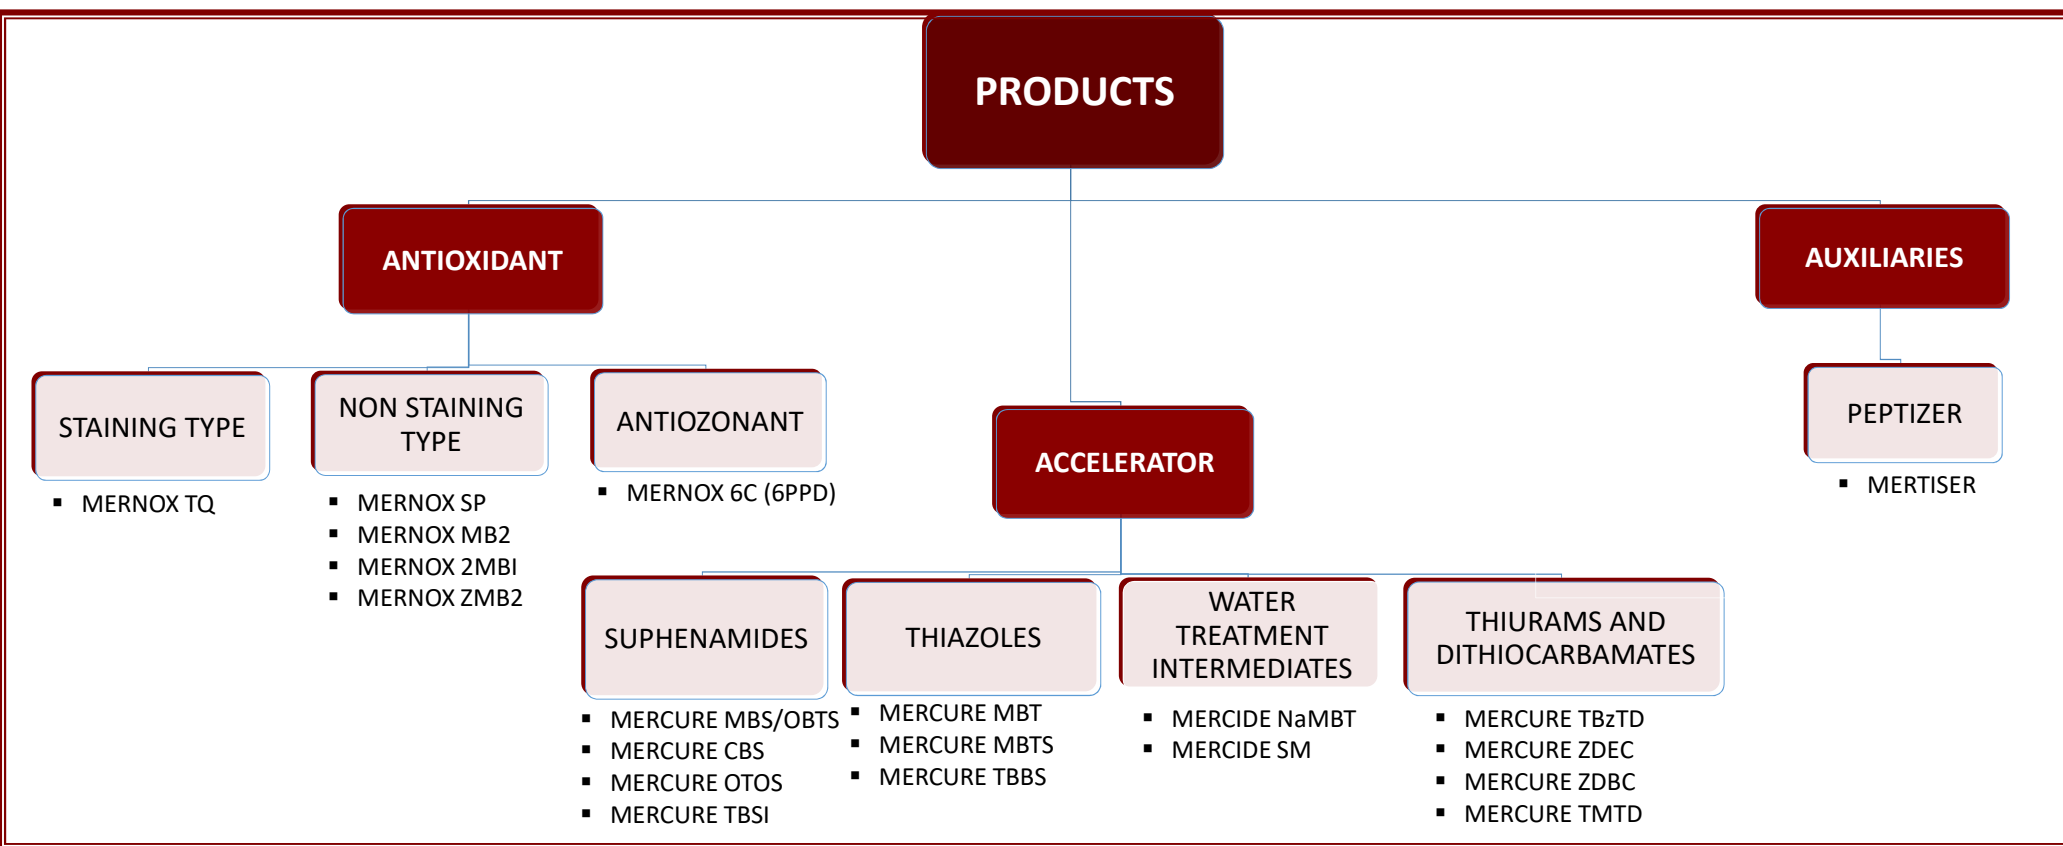 PRODUCTS
ANTIOXIDANT
AUXILIARIES
STAINING TYPE
▪ MERNOX TQ
NON STAINING
TYPE
▪ MERNOX SP
▪ MERNOX MB2
▪ MERNOX 2MBI
▪ MERNOX ZMB2
ANTIOZONANT
▪ MERNOX 6C (6PPD)
PEPTIZER
▪ MERTISER
ACCELERATOR
SUPHENAMIDES
▪ MERCURE MBS/OBTS
▪ MERCURE CBS
▪ MERCURE OTOS
▪ MERCURE TBSI
THIAZOLES
▪ MERCURE MBT
▪ MERCURE MBTS
▪ MERCURE TBBS
WATER
TREATMENT
INTERMEDIATES
▪ MERCIDE NaMBT
▪ MERCIDE SM
THIURAMS AND
DITHIOCARBAMATES
▪ MERCURE TBzTD
▪ MERCURE ZDEC
▪ MERCURE ZDBC
▪ MERCURE TMTD